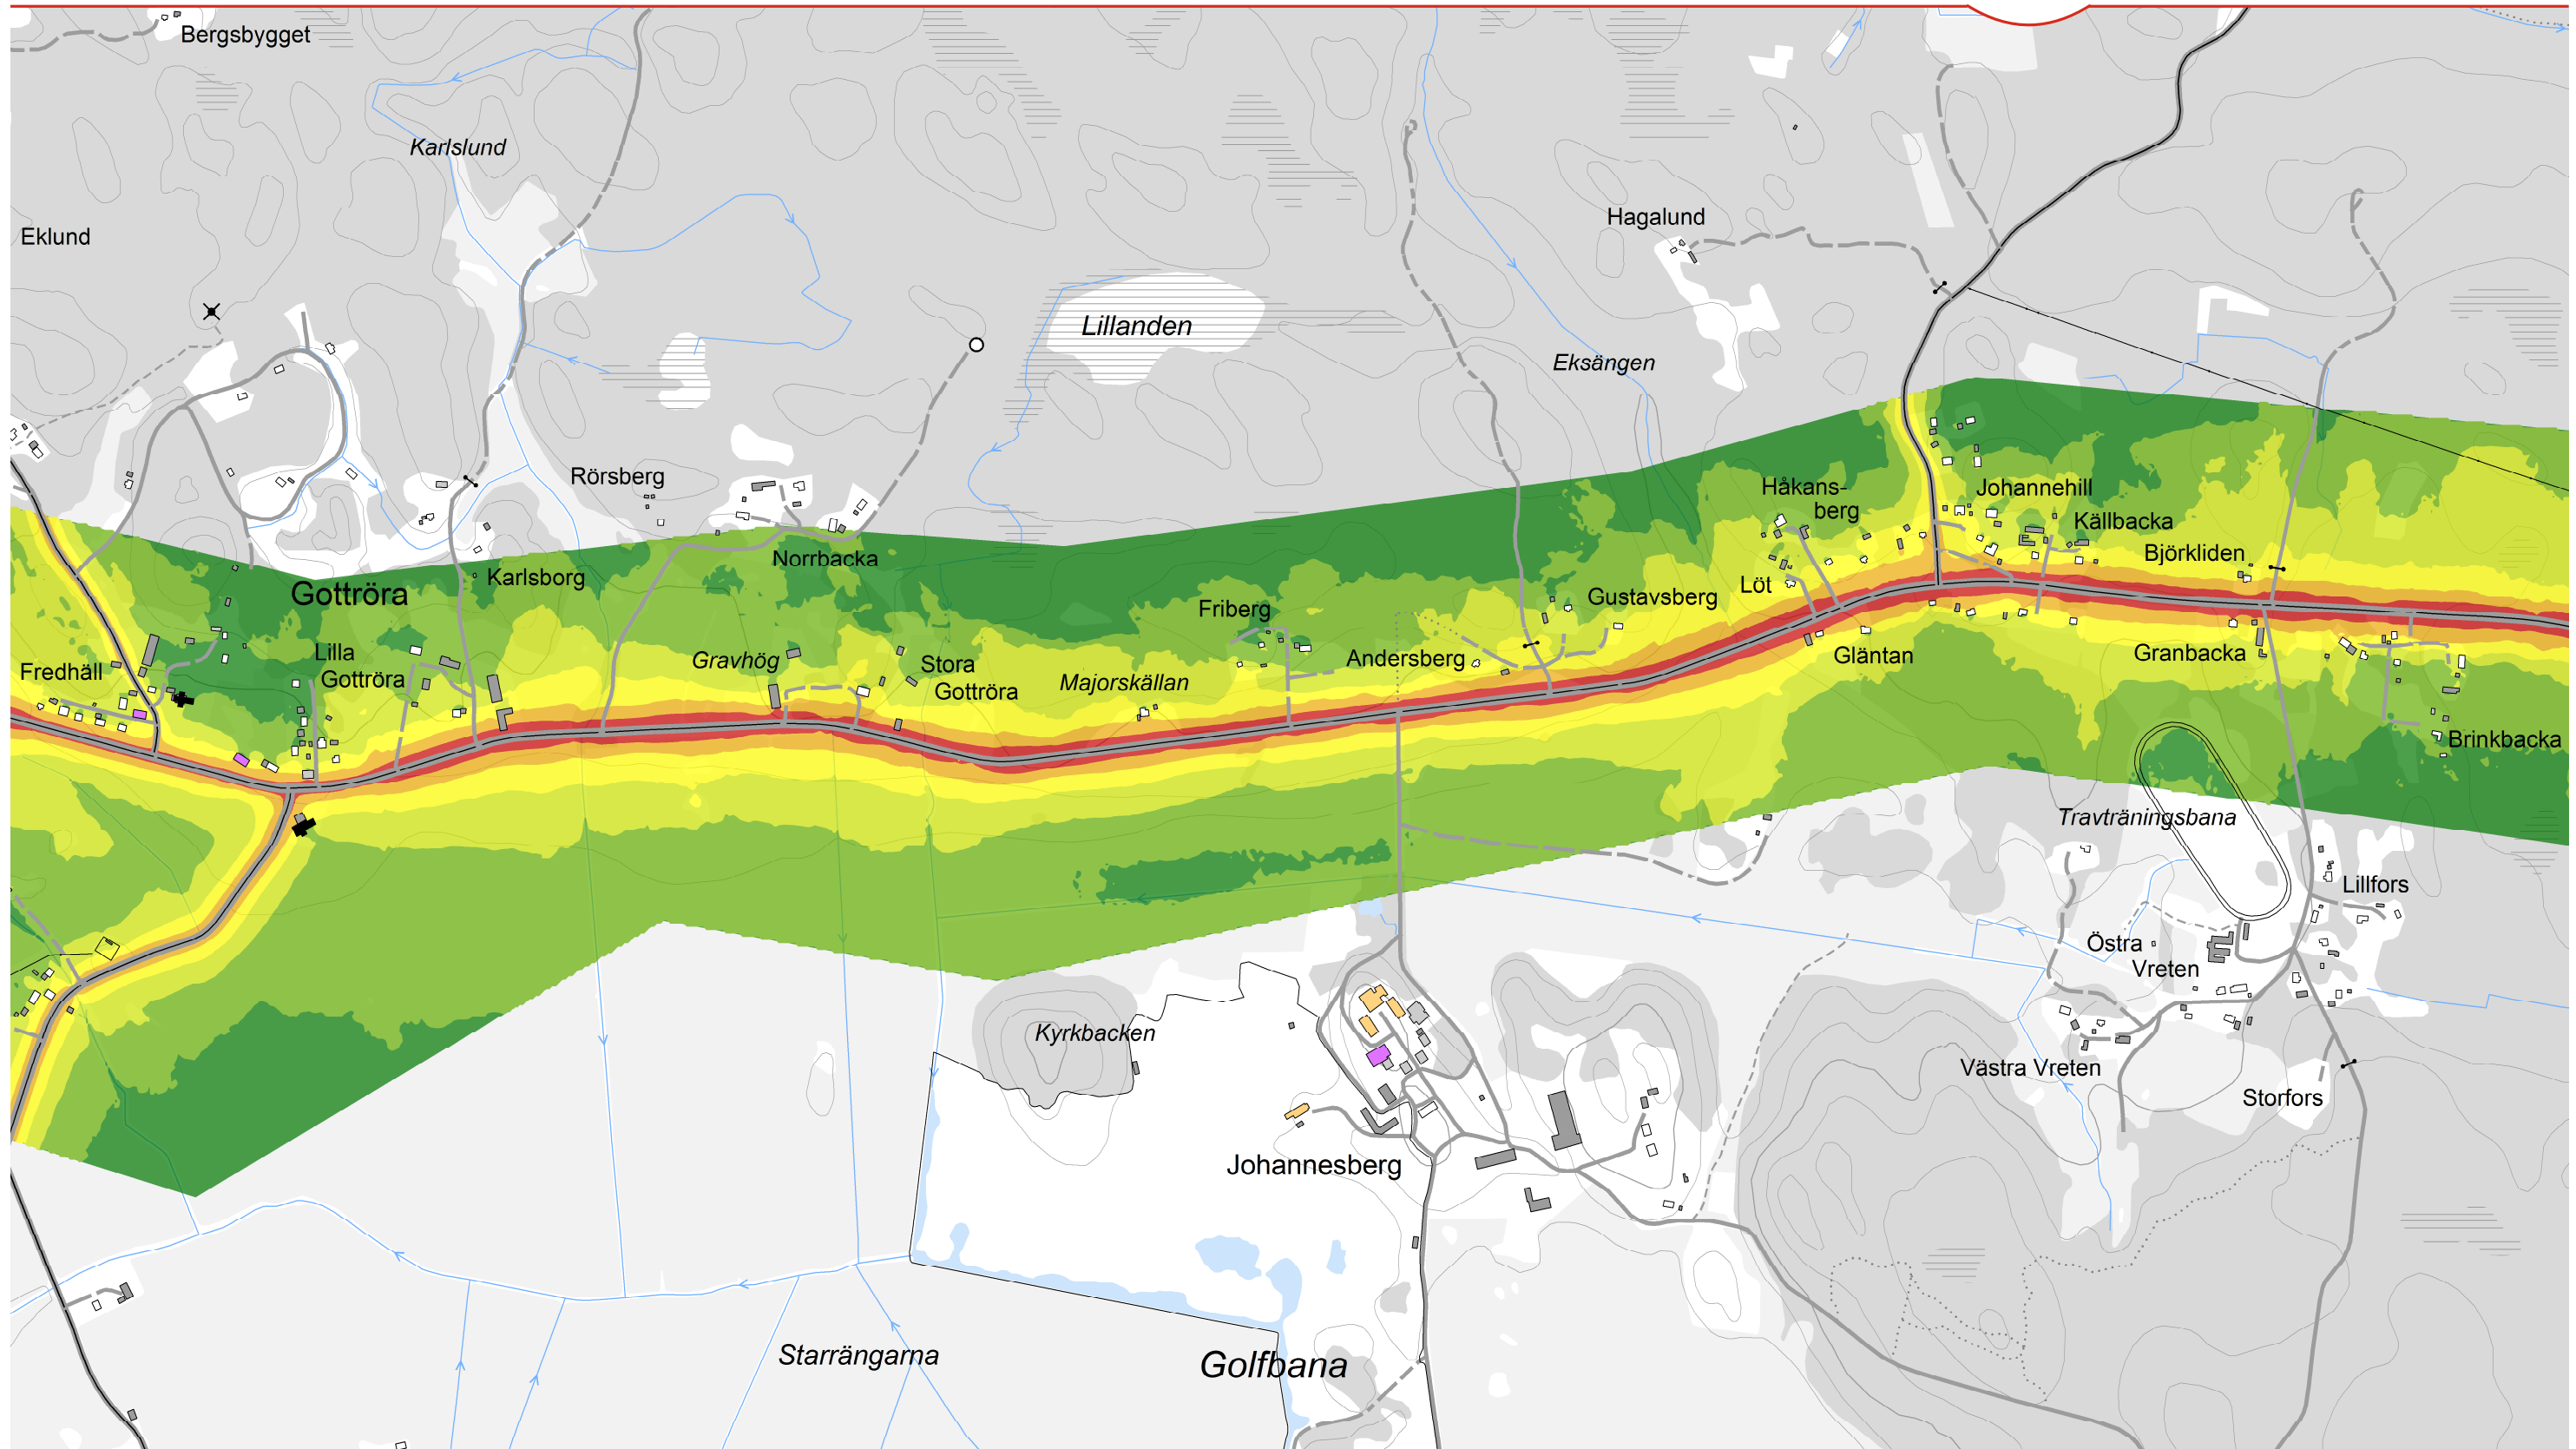 Bergsbygget
Karlslund
Hagalund
Eklund
Lillanden
Eksängen
Rörsberg
Håkans-
berg
Johannehill
Källbacka
Norrbacka
Björkliden
Karlsborg
Gottröra
Löt
Gustavsberg
Friberg
Lilla
Gottröra
Fredhäll
Gravhög
Stora
Gottröra
Majorskällan
Andersberg
Gläntan
Granbacka
Brinkbacka
Travträningsbana
Lillfors
Östra
Vreten
Kyrkbacken
Västra Vreten
Storfors
Johannesberg
Starrängarna
Golfbana